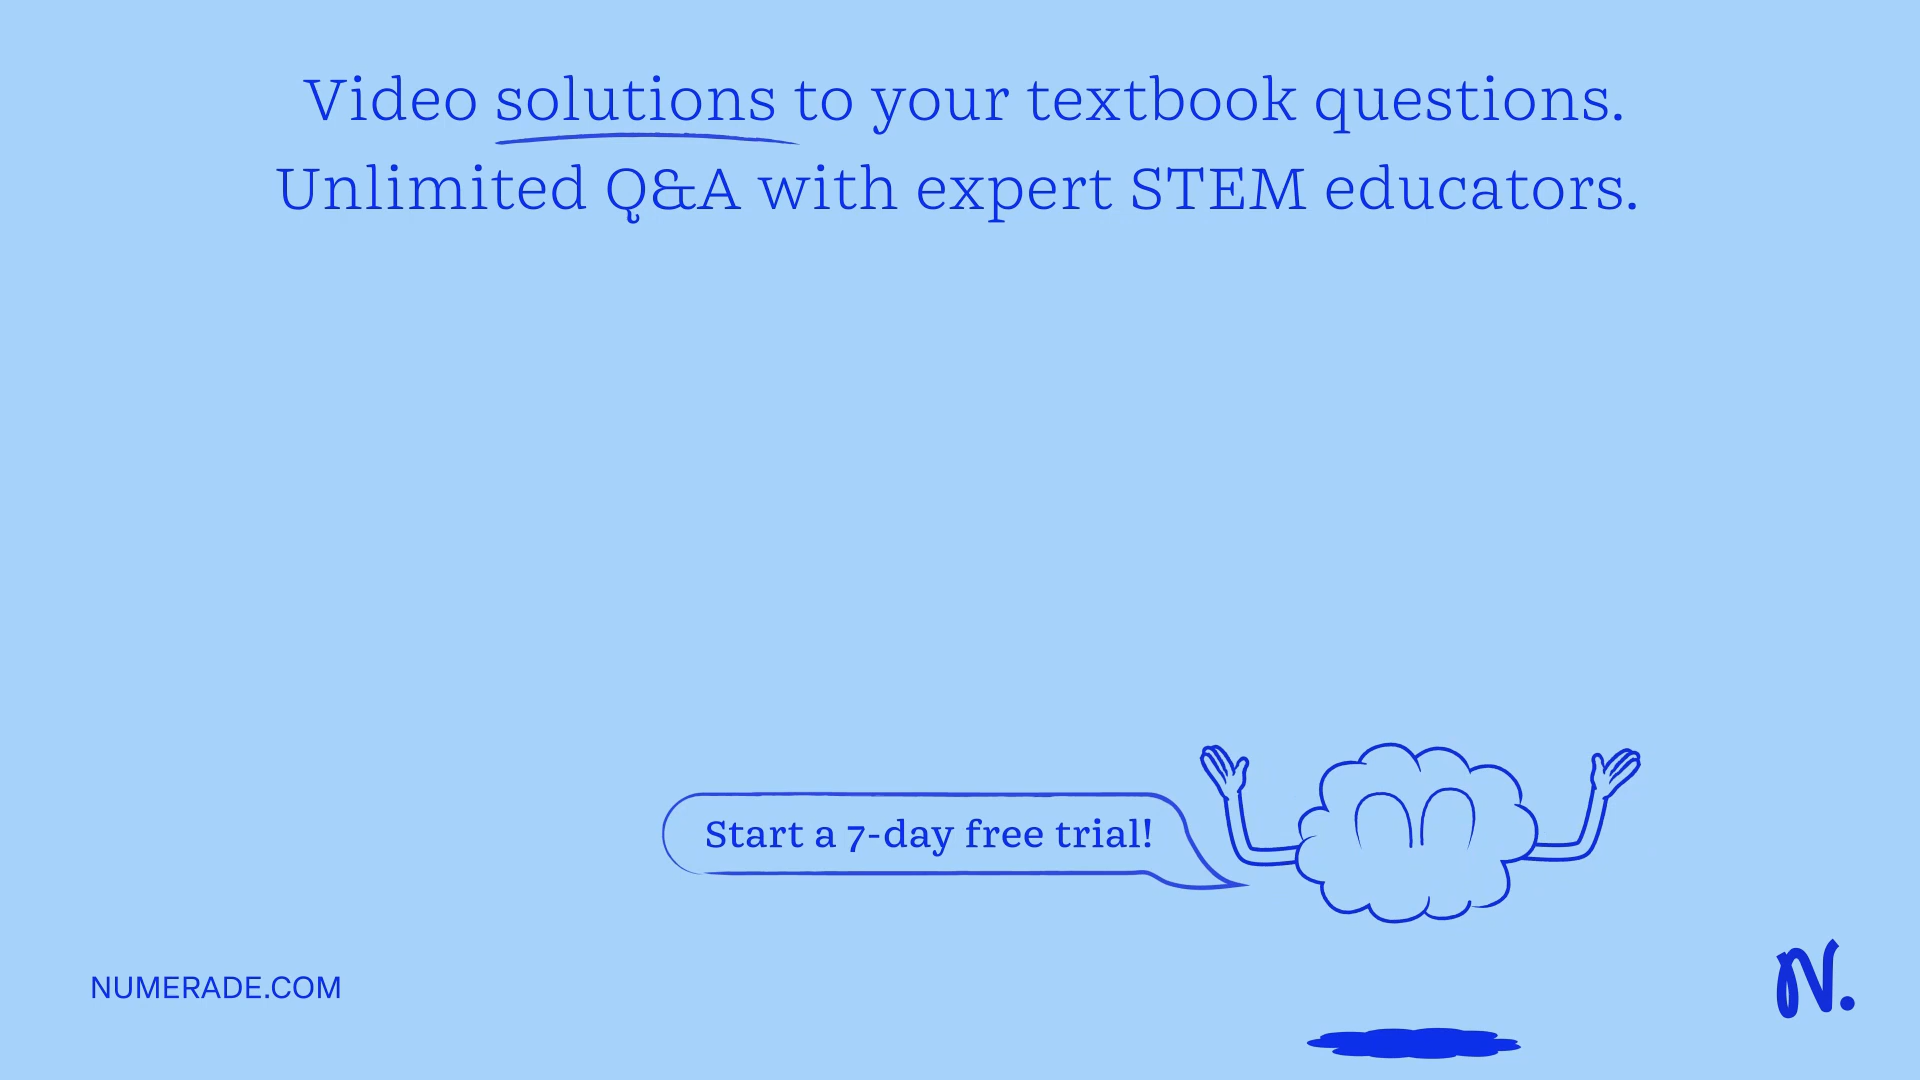 Video solutions to your textbook questions.
Unlimited Q&A with expert STEM educators.
Start a 7-day free trial!
NUMERADE.COM
N.